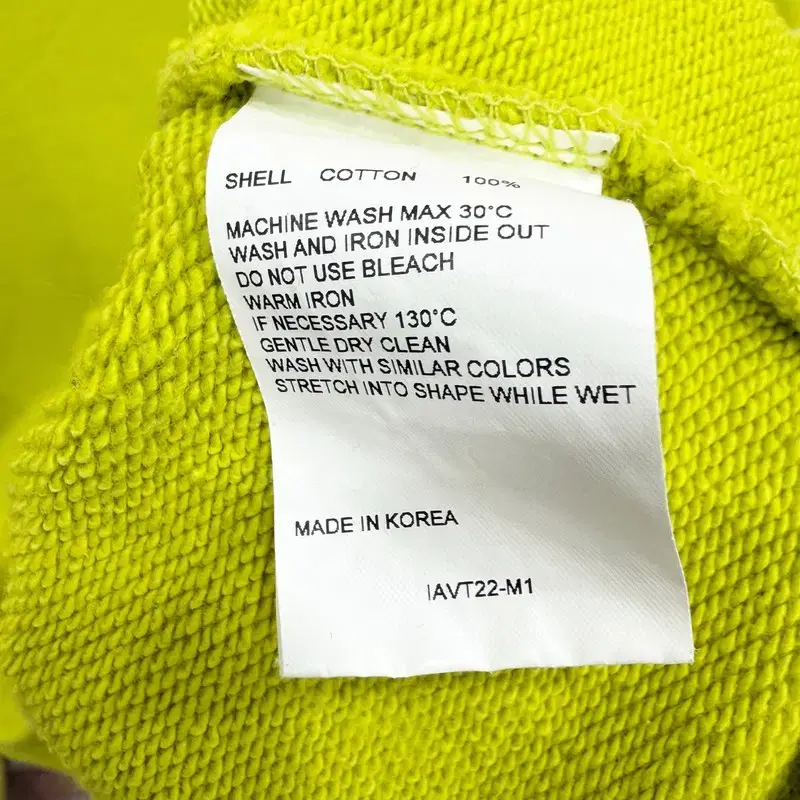 SHELL COTTON 100%
MACHINE WASH MAX 30°C
WASH AND IRON INSIDE OUT
DO NOT USE BLEACH
WARM IRON
IF NECESSARY 130°C
GENTLE DRY CLEAN
WASH WITH SIMILAR COLORS
STRETCH INTO SHAPE WHILE WET
MADE IN KOREA
IAVT22-M1